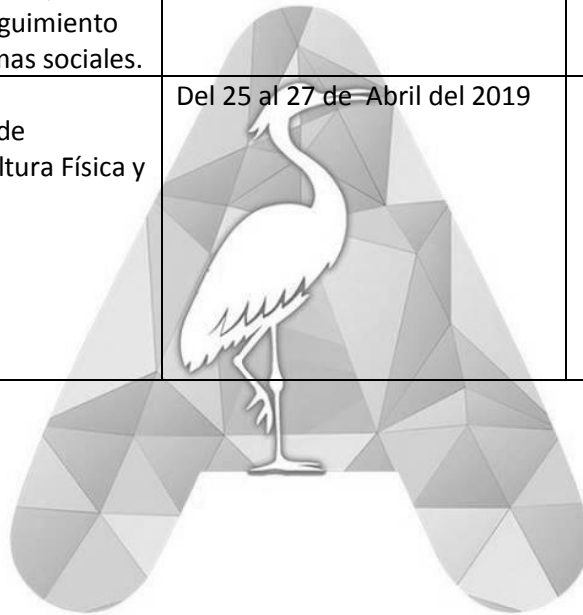 guimiento
nas sociales.
de
ltura Física y
Del 25 al 27 de Abril del 2019